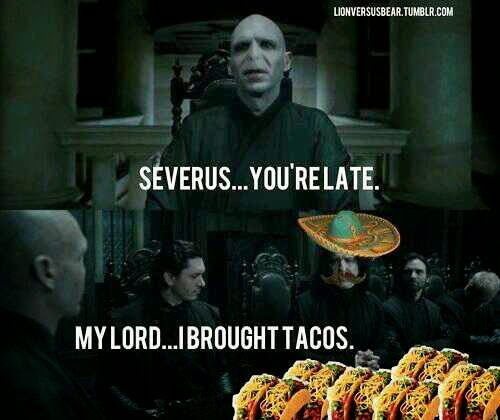 LIONVERSUSBEAR.TUMBLR.COM
SEVERUS...YOU'RE LATE.
MY LORD...I BROUGHT TACOS.